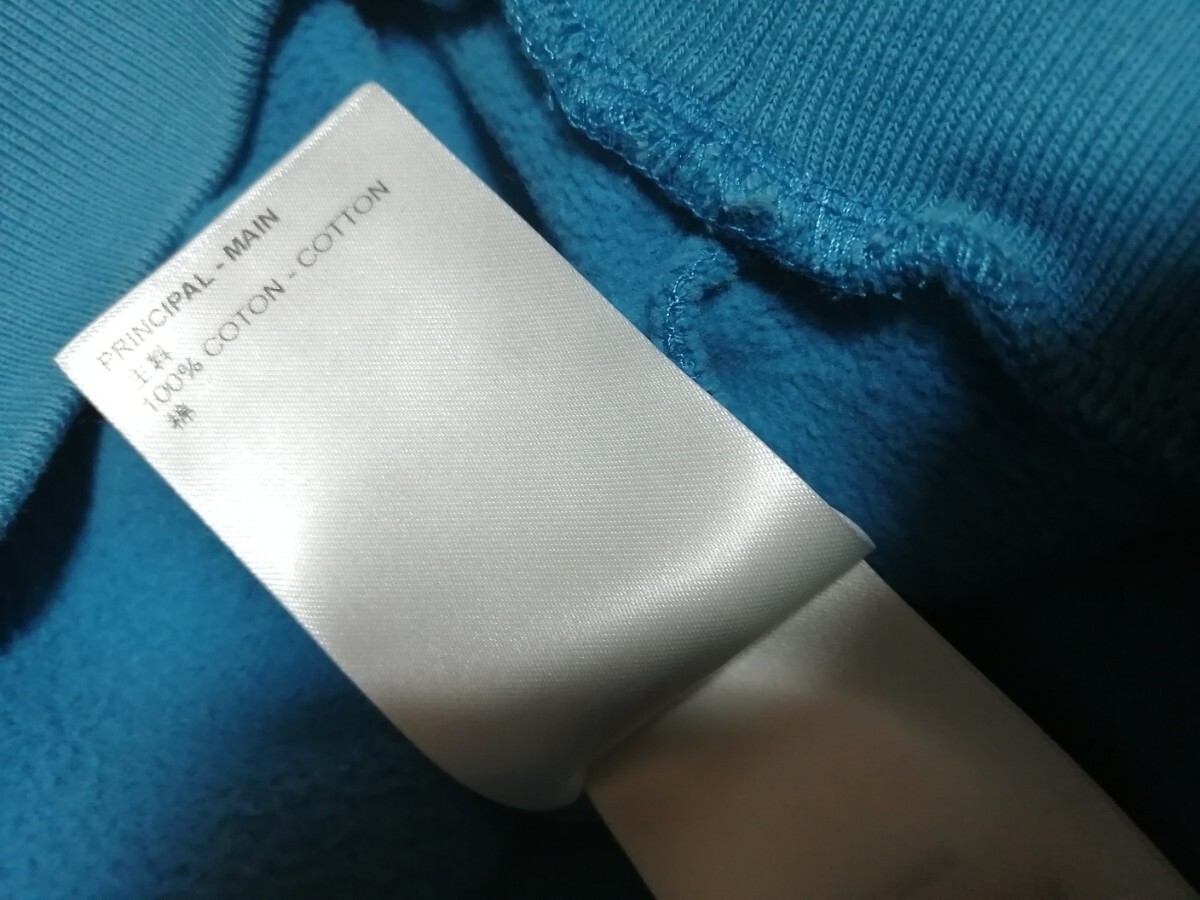 PRINCIPAL - MAIN
主料
100% COTON - COTTON
棉